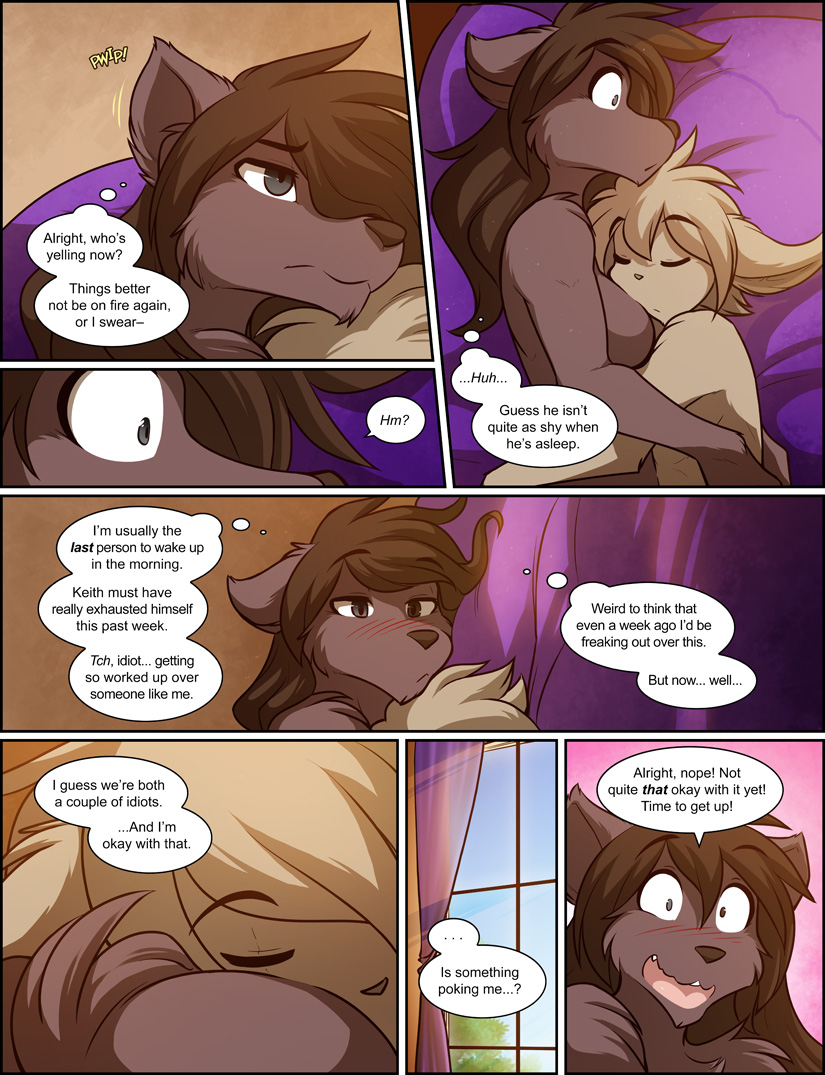 PWIP!
Alright, who's
yelling now?
Things better
not be on fire again,
or I swear–
Hm?
...Huh...
Guess he isn't
quite as shy when
he's asleep.
I'm usually the
last person to wake up
in the morning.
Keith must have
really exhausted himself
this past week.
Tch, idiot... getting
so worked up over
someone like me.
Weird to think that
even a week ago I'd be
freaking out over this.
But now... well...
I guess we're both
a couple of idiots.
...And I'm
okay with that.
. . .
Is something
poking me...?
Alright, nope! Not
quite that okay with it yet!
Time to get up!